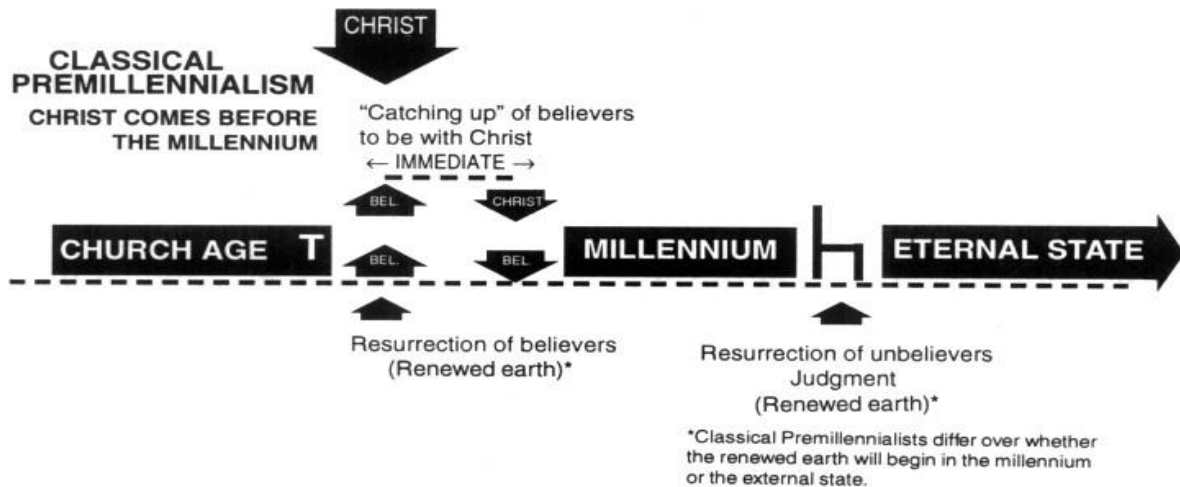 CHRIST
CLASSICAL
PREMILLENNIALISM
CHRIST COMES BEFORE
THE MILLENNIUM
“Catching up” of believers
to be with Christ
← IMMEDIATE →
BEL.
CHRIST
CHURCH AGE T
BEL.
BEL.
MILLENNIUM
ETERNAL STATE
Resurrection of believers
(Renewed earth)*
Resurrection of unbelievers
Judgment
(Renewed earth)*
*Classical Premillennialists differ over whether
the renewed earth will begin in the millennium
or the external state.